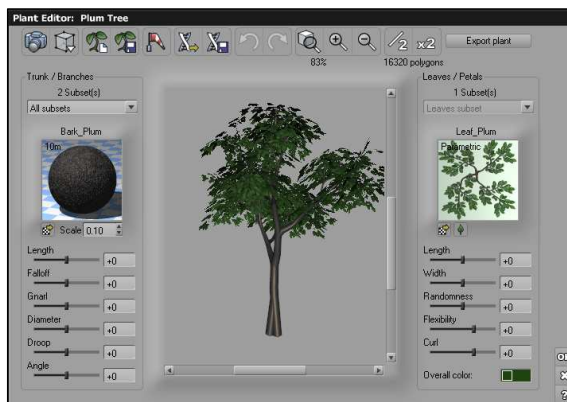 Plant Editor: Plum Tree
/2
x2
Export plant
83%
16320 polygons
Trunk / Branches
2 Subset(s)
All subsets
Bark_Plum
10m
Scale 0.10
Length
+0
Falloff
+0
Gnarl
+0
Diameter
+0
Droop
+0
Angle
+0
Leaves / Petals
1 Subset(s)
Leaves subset
Leaf_Plum
Parametric
Length
+0
Width
+0
Randomness
+0
Flexibility
+0
Curl
+0
Overall color:
?